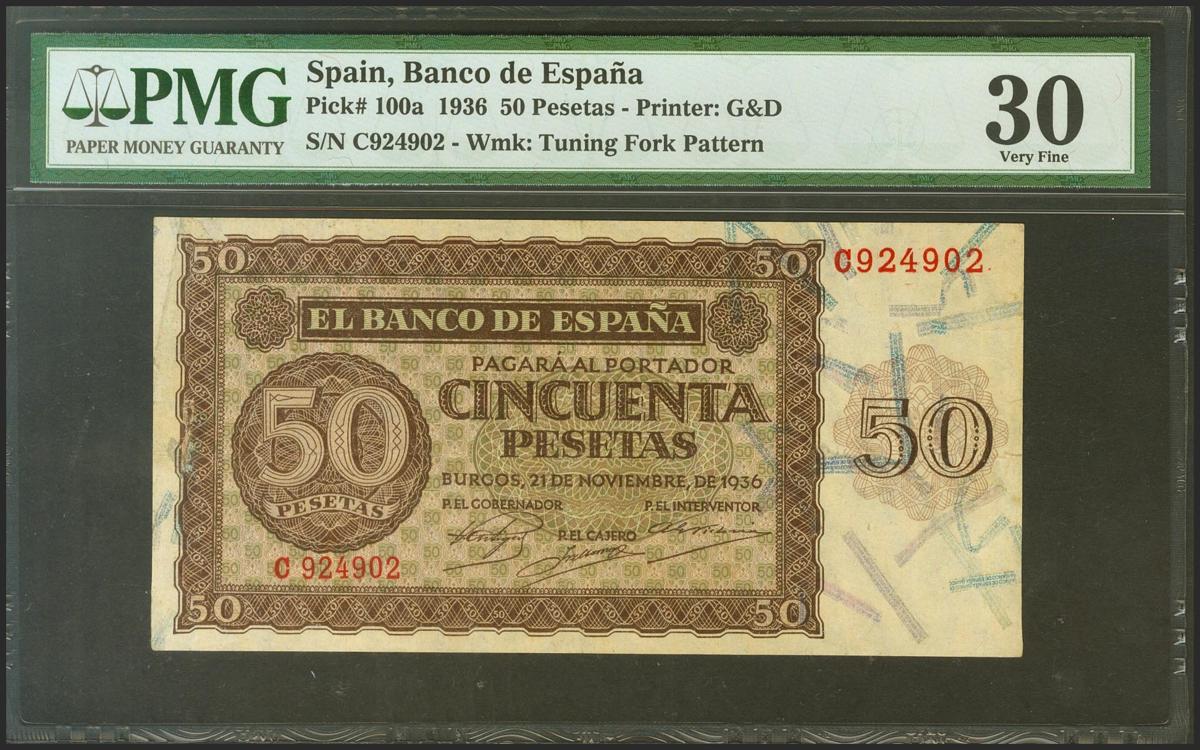 PMG
PAPER MONEY GUARANTY
Spain, Banco de España
Pick# 100a 1936 50 Pesetas - Printer: G&D
S/N C924902 - Wmk: Tuning Fork Pattern
30
Very Fine
50
50
C924902
EL BANCO DE ESPAÑA
PAGARÁ AL PORTADOR
CINCUENTA
PESETAS
50
PESETAS
50
BURGOS, 21 DE NOVIEMBRE, DE 1936
P.EL GOBERNADOR
P.EL INTERVENTOR
P.EL CAJERO
C 924902
50
50